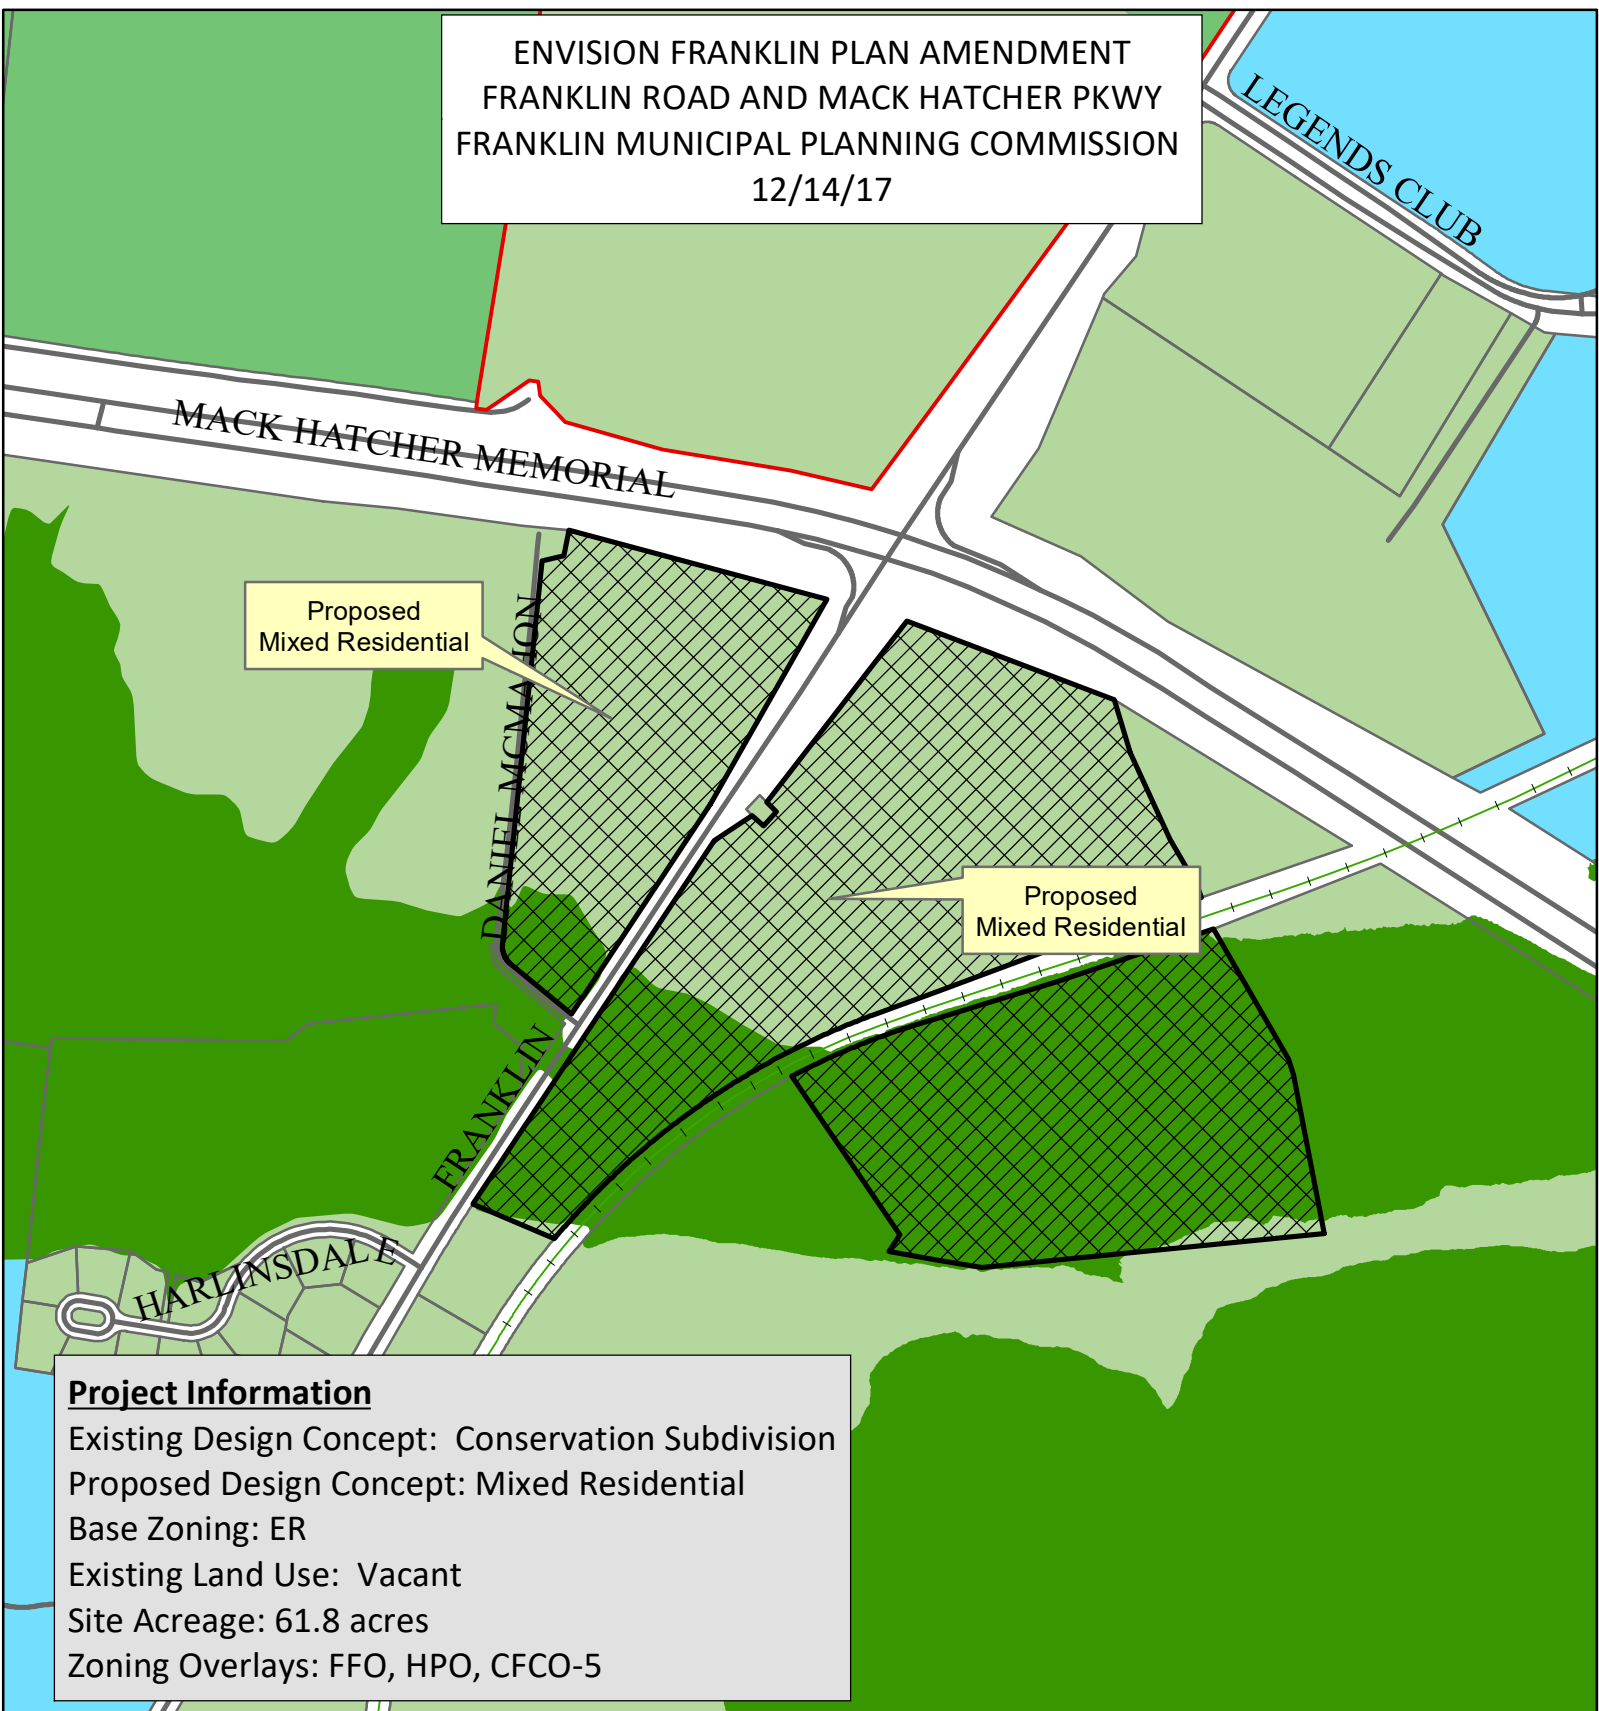 ENVISION FRANKLIN PLAN AMENDMENT
FRANKLIN ROAD AND MACK HATCHER PKWY
FRANKLIN MUNICIPAL PLANNING COMMISSION
12/14/17
LEGENDS CLUB
MACK HATCHER MEMORIAL
Proposed
Mixed Residential
DANIEL MCMAHON
Proposed
Mixed Residential
FRANKLIN
HARLINSDALE
Project Information
Existing Design Concept: Conservation Subdivision
Proposed Design Concept: Mixed Residential
Base Zoning: ER
Existing Land Use: Vacant
Site Acreage: 61.8 acres
Zoning Overlays: FFO, HPO, CFCO-5